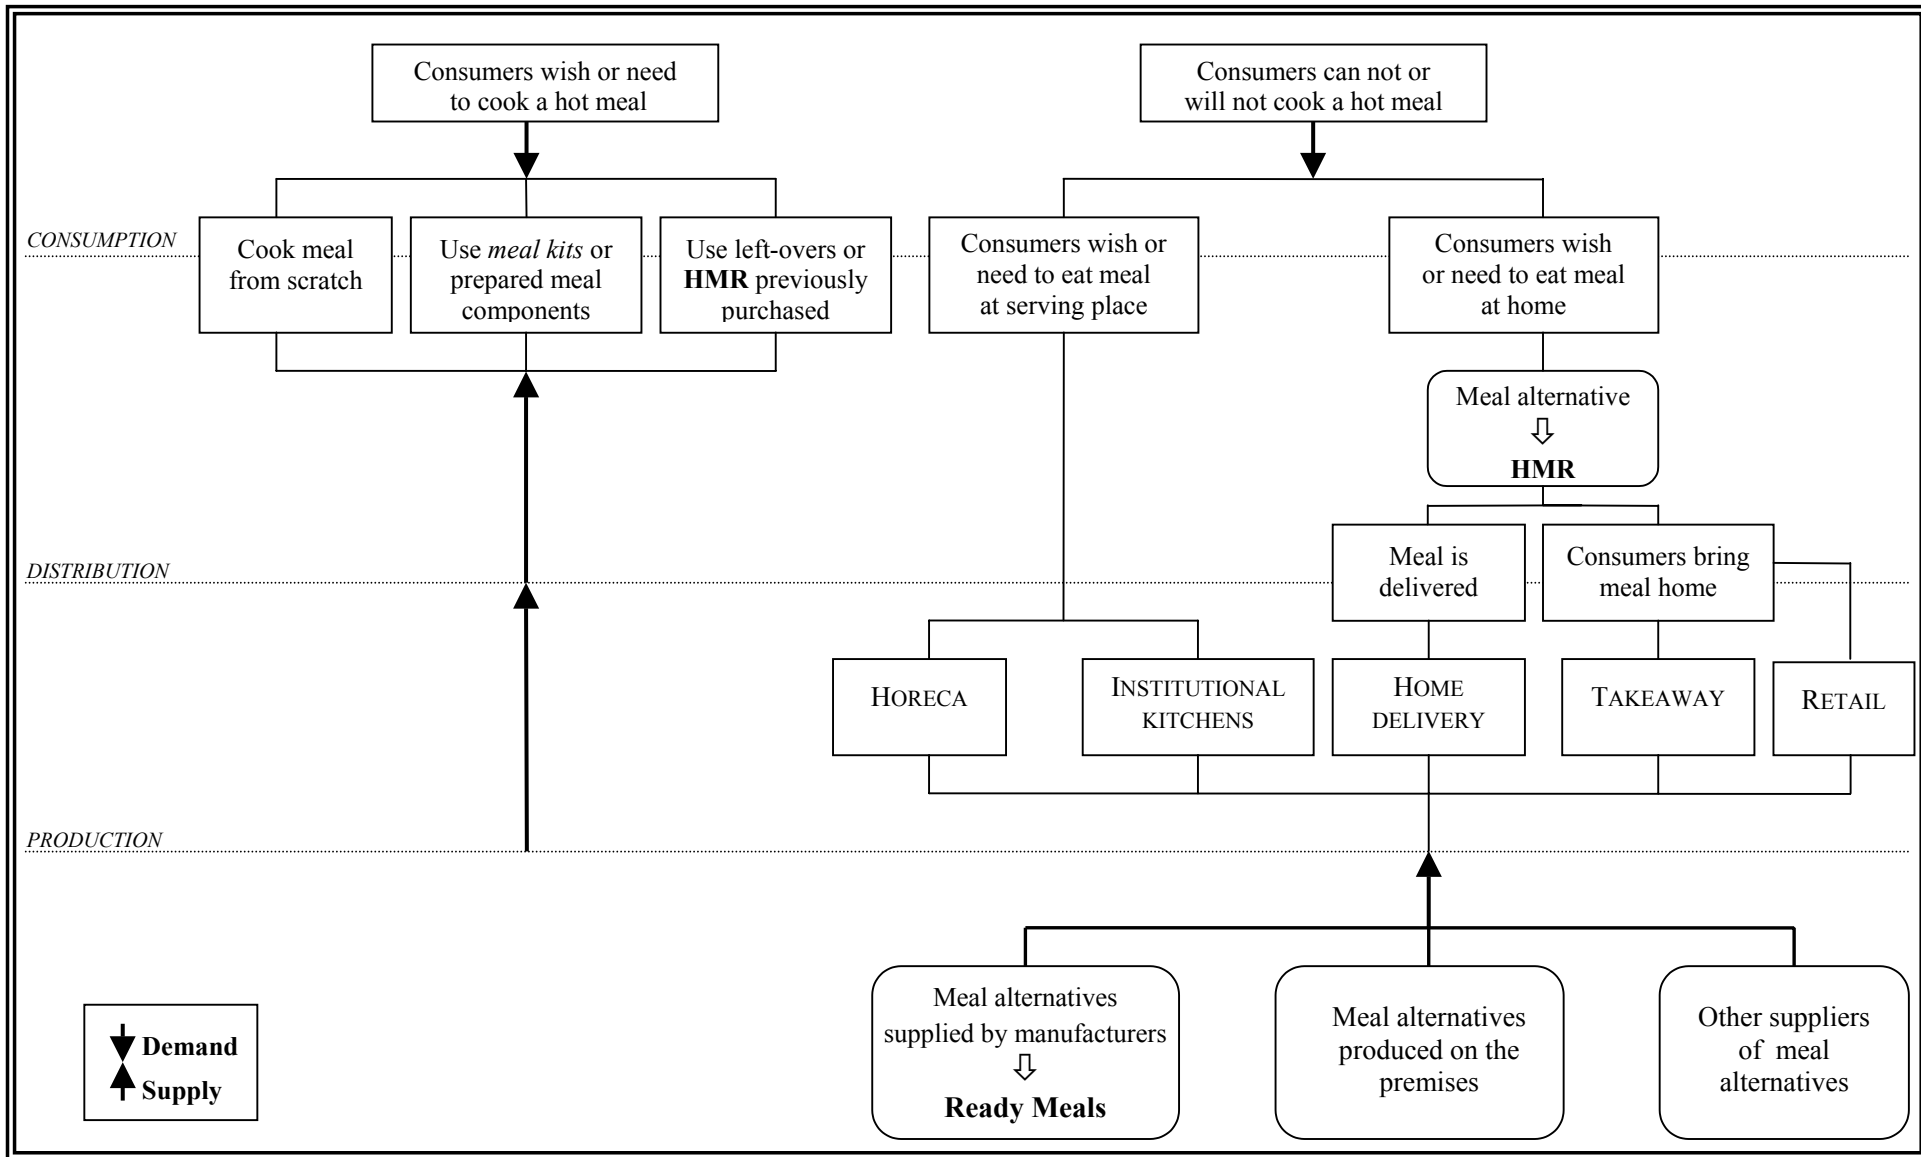 Consumers wish or need
to cook a hot meal
Consumers can not or
will not cook a hot meal
CONSUMPTION
Cook meal
from scratch
Use meal kits or
prepared meal
components
Use left-overs or
HMR previously
purchased
Consumers wish or
need to eat meal
at serving place
Consumers wish
or need to eat meal
at home
Meal alternative
⇩
HMR
DISTRIBUTION
Meal is
delivered
Consumers bring
meal home
HORECA
INSTITUTIONAL
KITCHENS
HOME
DELIVERY
TAKEAWAY
RETAIL
PRODUCTION
Meal alternatives
supplied by manufacturers
⇩
Ready Meals
Meal alternatives
produced on the
premises
Other suppliers
of meal
alternatives
Demand
Supply